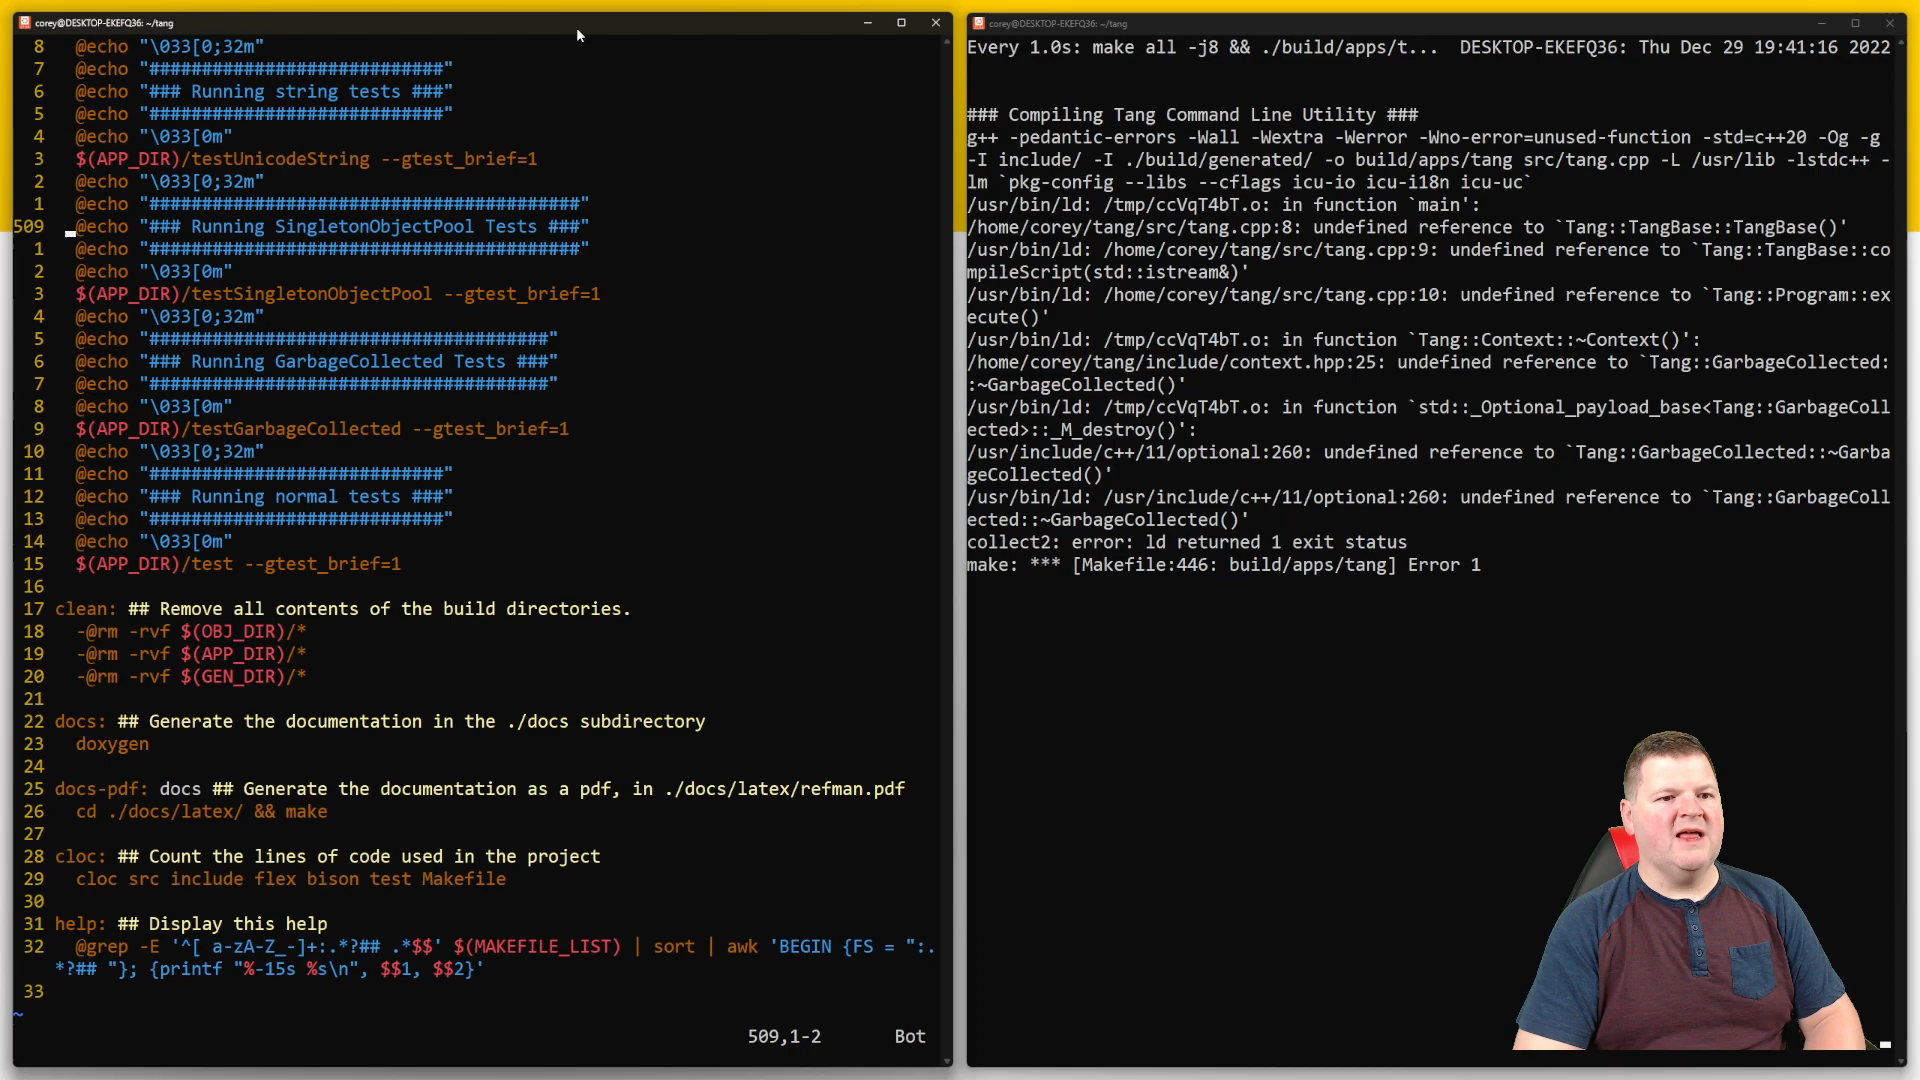 corey@DESKTOP-EKEFQ36: ~/tang
8 @echo "\033[0;32m"
7 @echo "############################"
6 @echo "### Running string tests ###"
5 @echo "############################"
4 @echo "\033[0m"
3 $(APP_DIR)/testUnicodeString --gtest_brief=1
2 @echo "\033[0;32m"
1 @echo "#########################################"
509 @echo "### Running SingletonObjectPool Tests ###"
1 @echo "#########################################"
2 @echo "\033[0m"
3 $(APP_DIR)/testSingletonObjectPool --gtest_brief=1
4 @echo "\033[0;32m"
5 @echo "######################################"
6 @echo "### Running GarbageCollected Tests ###"
7 @echo "######################################"
8 @echo "\033[0m"
9 $(APP_DIR)/testGarbageCollected --gtest_brief=1
10 @echo "\033[0;32m"
11 @echo "############################"
12 @echo "### Running normal tests ###"
13 @echo "############################"
14 @echo "\033[0m"
15 $(APP_DIR)/test --gtest_brief=1
16
17 clean: ## Remove all contents of the build directories.
18 -@rm -rvf $(OBJ_DIR)/*
19 -@rm -rvf $(APP_DIR)/*
20 -@rm -rvf $(GEN_DIR)/*
21
22 docs: ## Generate the documentation in the ./docs subdirectory
23 doxygen
24
25 docs-pdf: docs ## Generate the documentation as a pdf, in ./docs/latex/refman.pdf
26 cd ./docs/latex/ && make
27
28 cloc: ## Count the lines of code used in the project
29 cloc src include flex bison test Makefile
30
31 help: ## Display this help
32 @grep -E '^[ a-zA-Z_-]+:.*?## .*$$' $(MAKEFILE_LIST) | sort | awk 'BEGIN {FS = ":.
*?## "}; {printf "%-15s %s\n", $$1, $$2}'
33
~
509,1-2 Bot
corey@DESKTOP-EKEFQ36: ~/tang
Every 1.0s: make all -j8 && ./build/apps/t... DESKTOP-EKEFQ36: Thu Dec 29 19:41:16 2022
### Compiling Tang Command Line Utility ###
g++ -pedantic-errors -Wall -Wextra -Werror -Wno-error=unused-function -std=c++20 -Og -g
-I include/ -I ./build/generated/ -o build/apps/tang src/tang.cpp -L /usr/lib -lstdc++ -
lm `pkg-config --libs --cflags icu-io icu-i18n icu-uc`
/usr/bin/ld: /tmp/ccVqT4bT.o: in function `main':
/home/corey/tang/src/tang.cpp:8: undefined reference to `Tang::TangBase::TangBase()'
/usr/bin/ld: /home/corey/tang/src/tang.cpp:9: undefined reference to `Tang::TangBase::co
mpileScript(std::istream&)'
/usr/bin/ld: /home/corey/tang/src/tang.cpp:10: undefined reference to `Tang::Program::ex
ecute()'
/usr/bin/ld: /tmp/ccVqT4bT.o: in function `Tang::Context::~Context()':
/home/corey/tang/include/context.hpp:25: undefined reference to `Tang::GarbageCollected:
:~GarbageCollected()'
/usr/bin/ld: /tmp/ccVqT4bT.o: in function `std::_Optional_payload_base<Tang::GarbageColl
ected>::_M_destroy()':
/usr/include/c++/11/optional:260: undefined reference to `Tang::GarbageCollected::~Garba
geCollected()'
/usr/bin/ld: /usr/include/c++/11/optional:260: undefined reference to `Tang::GarbageColl
ected::~GarbageCollected()'
collect2: error: ld returned 1 exit status
make: *** [Makefile:446: build/apps/tang] Error 1